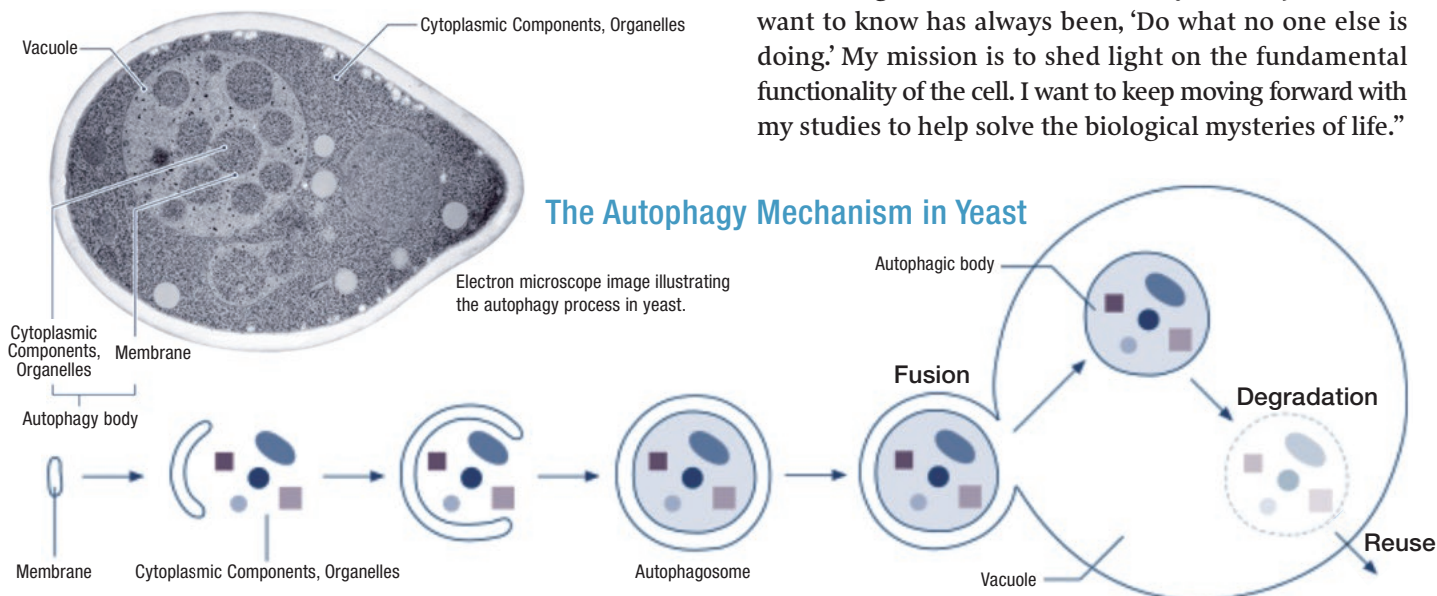 want to know has always been, ‘Do what no one else is
doing.’ My mission is to shed light on the fundamental
functionality of the cell. I want to keep moving forward with
my studies to help solve the biological mysteries of life.”
Cytoplasmic Components, Organelles
Vacuole
Electron microscope image illustrating
the autophagy process in yeast.
Cytoplasmic
Components,
Organelles
Membrane
Autophagy body
The Autophagy Mechanism in Yeast
Autophagic body
Fusion
Degradation
Reuse
Membrane
Cytoplasmic Components, Organelles
Autophagosome
Vacuole